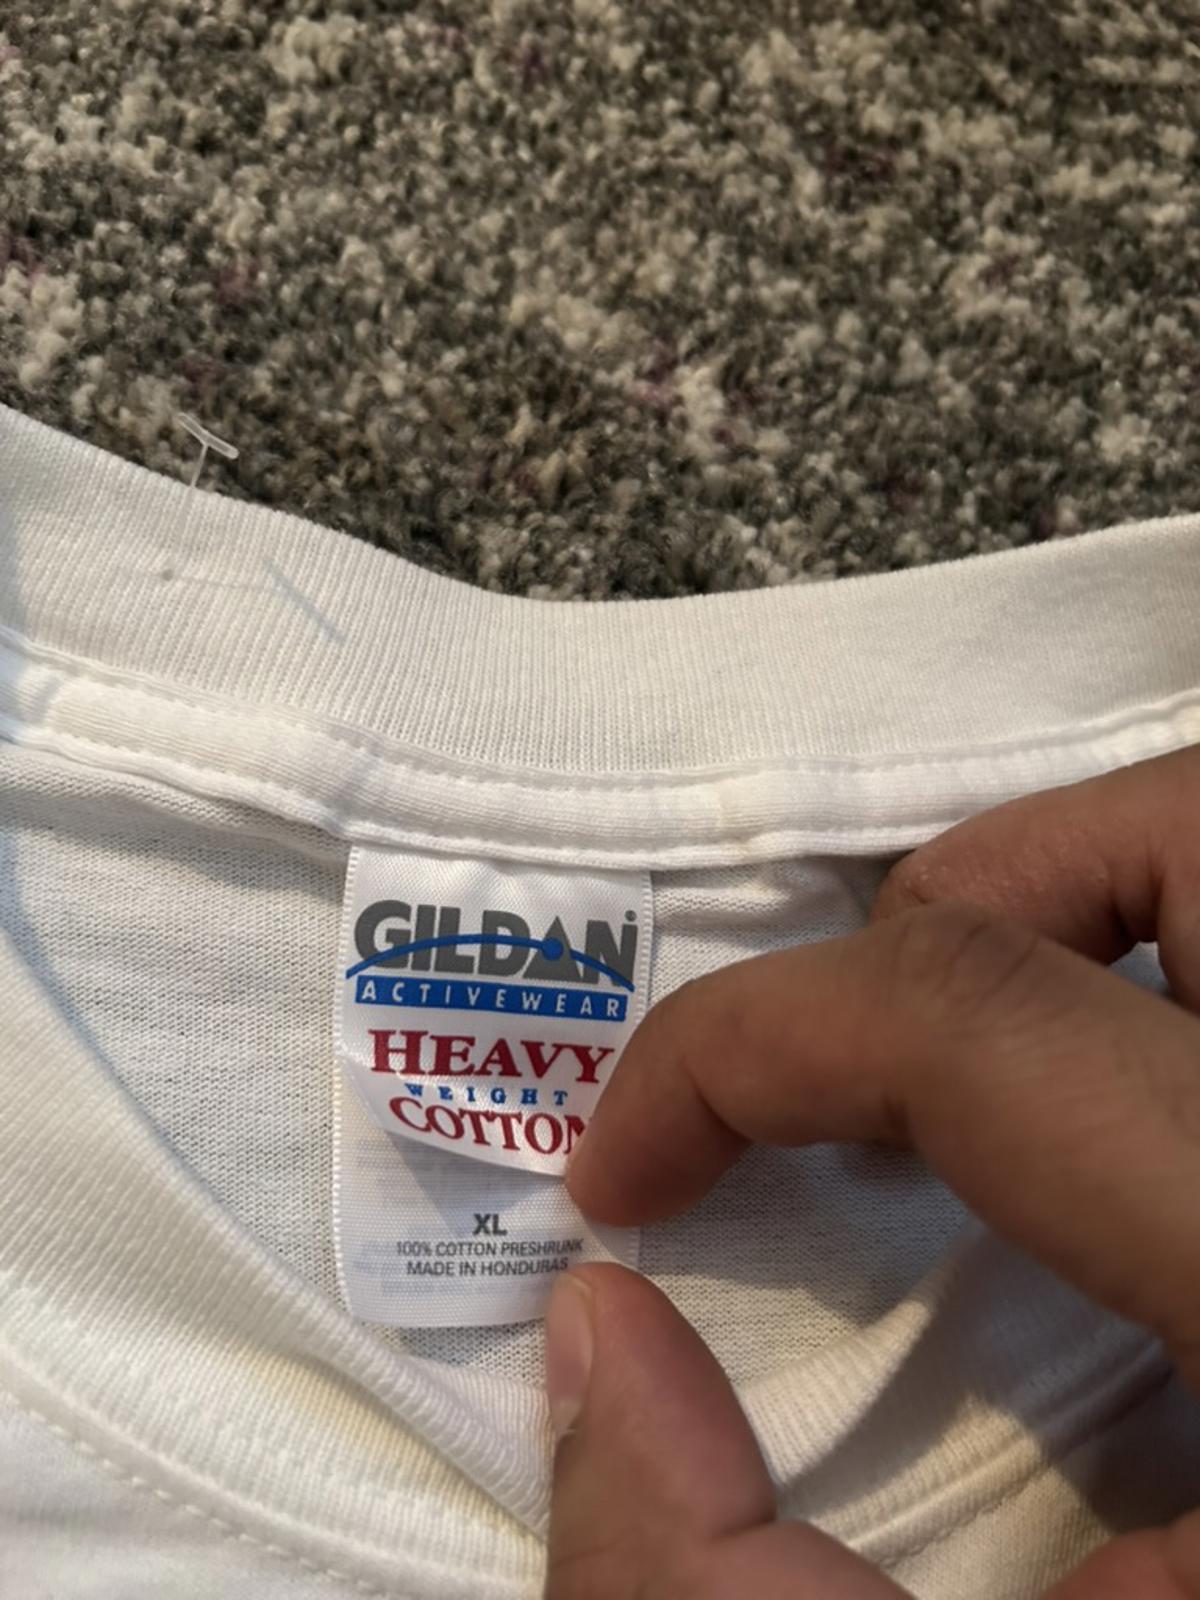 GILDAN®
ACTIVEWEAR
HEAVY
WEIGHT
COTTON
XL
100% COTTON PRESHRUNK
MADE IN HONDURAS